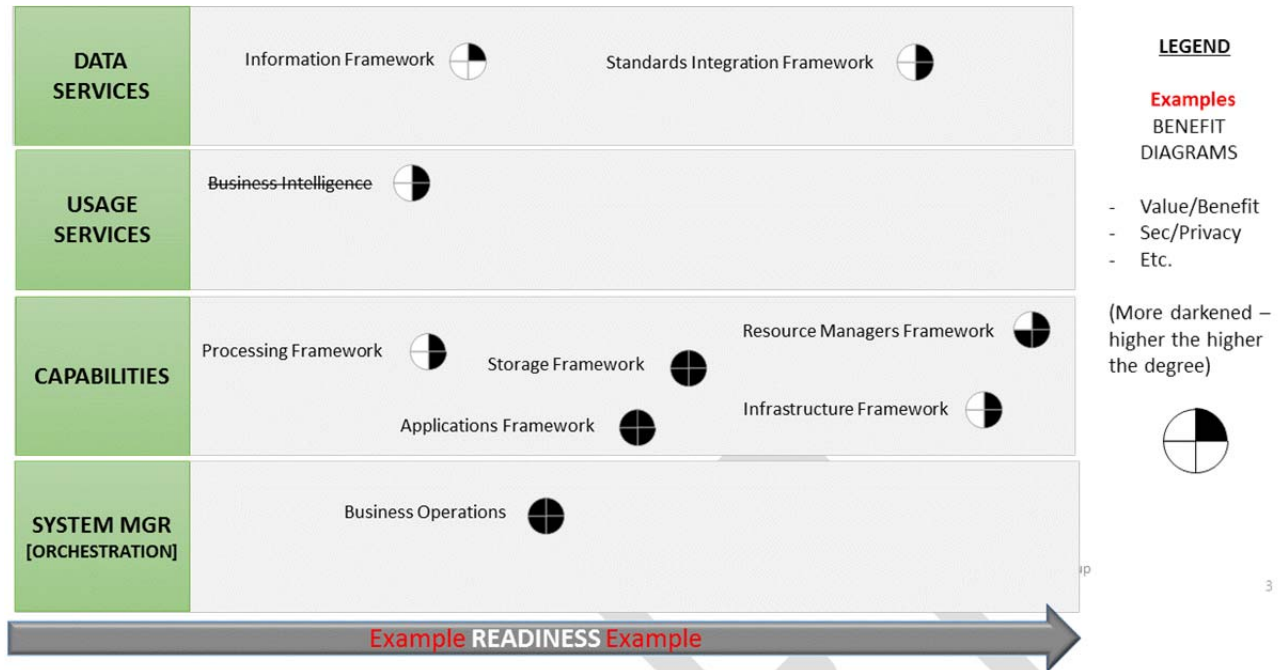 DATA
SERVICES
Information Framework
Standards Integration Framework
USAGE
SERVICES
Business Intelligence
CAPABILITIES
Processing Framework
Storage Framework
Resource Managers Framework
Applications Framework
Infrastructure Framework
SYSTEM MGR
[ORCHESTRATION]
Business Operations
Example READINESS Example
LEGEND
Examples
BENEFIT
DIAGRAMS
- Value/Benefit
- Sec/Privacy
- Etc.
(More darkened –
higher the higher
the degree)
3